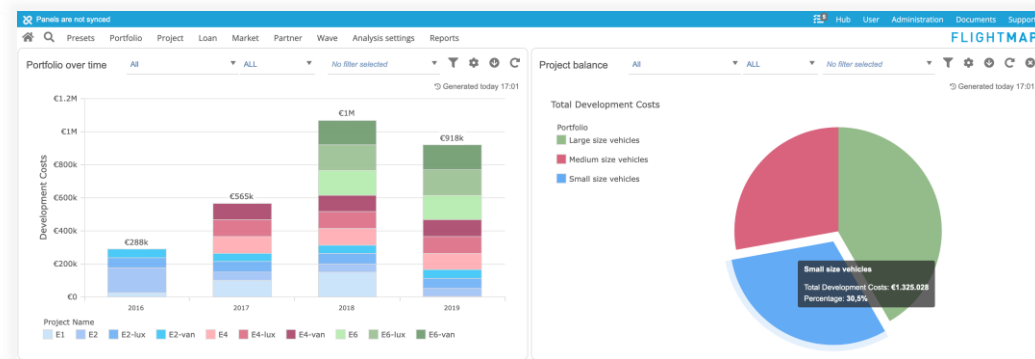 Panels are not synced
8 Hub User Administration Documents Support
Presets Portfolio Project Loan Market Partner Wave Analysis settings Reports
FLIGHTMAP
Portfolio over time All ALL No filter selected
Generated today 17:01
Development Costs
€1.2M
€1M
€800k
€600k
€400k
€200k
€0
€288k
€565k
€1M
€918k
2016 2017 2018 2019
Project Name
E1 E2 E2-lux E2-van E4 E4-lux E4-van E6 E6-lux E6-van
Project balance All ALL No filter selected
Generated today 17:01
Total Development Costs
Portfolio
Large size vehicles
Medium size vehicles
Small size vehicles
Small size vehicles
Total Development Costs: €1.325.028
Percentage: 30,5%